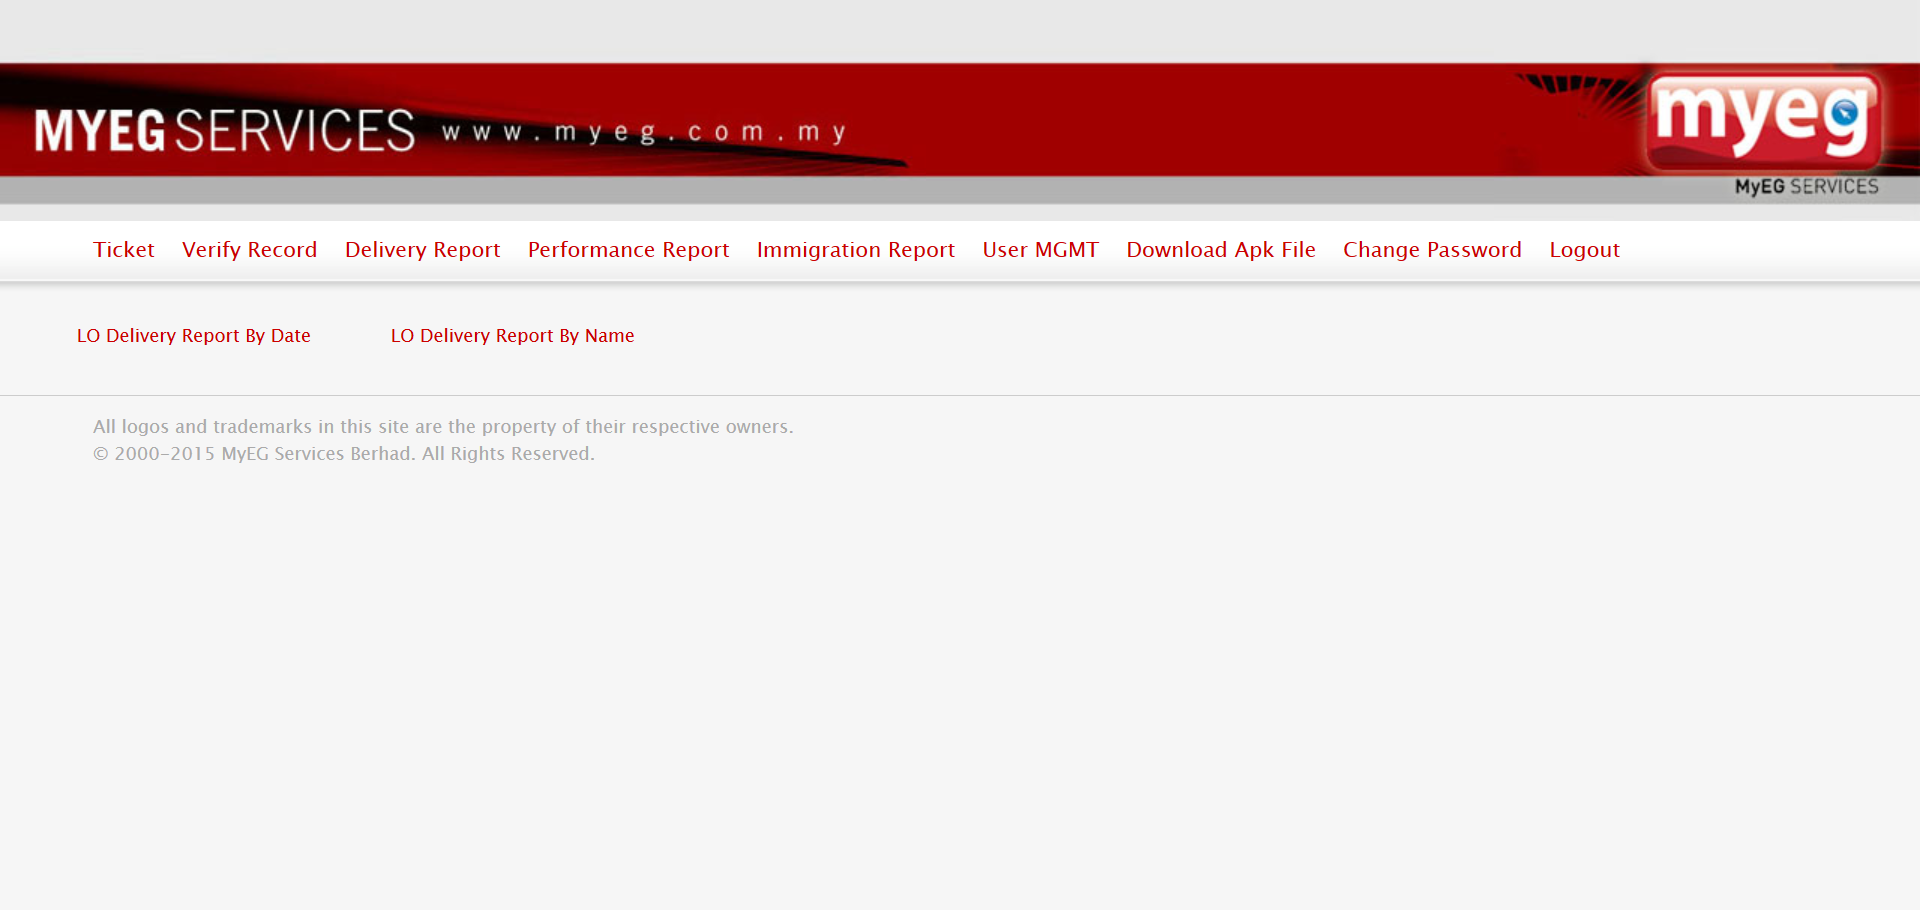 MYEG SERVICES www.myeg.com.my
myeg
MyEG SERVICES
Ticket Verify Record Delivery Report Performance Report Immigration Report User MGMT Download Apk File Change Password Logout
LO Delivery Report By Date LO Delivery Report By Name
All logos and trademarks in this site are the property of their respective owners.
© 2000-2015 MyEG Services Berhad. All Rights Reserved.